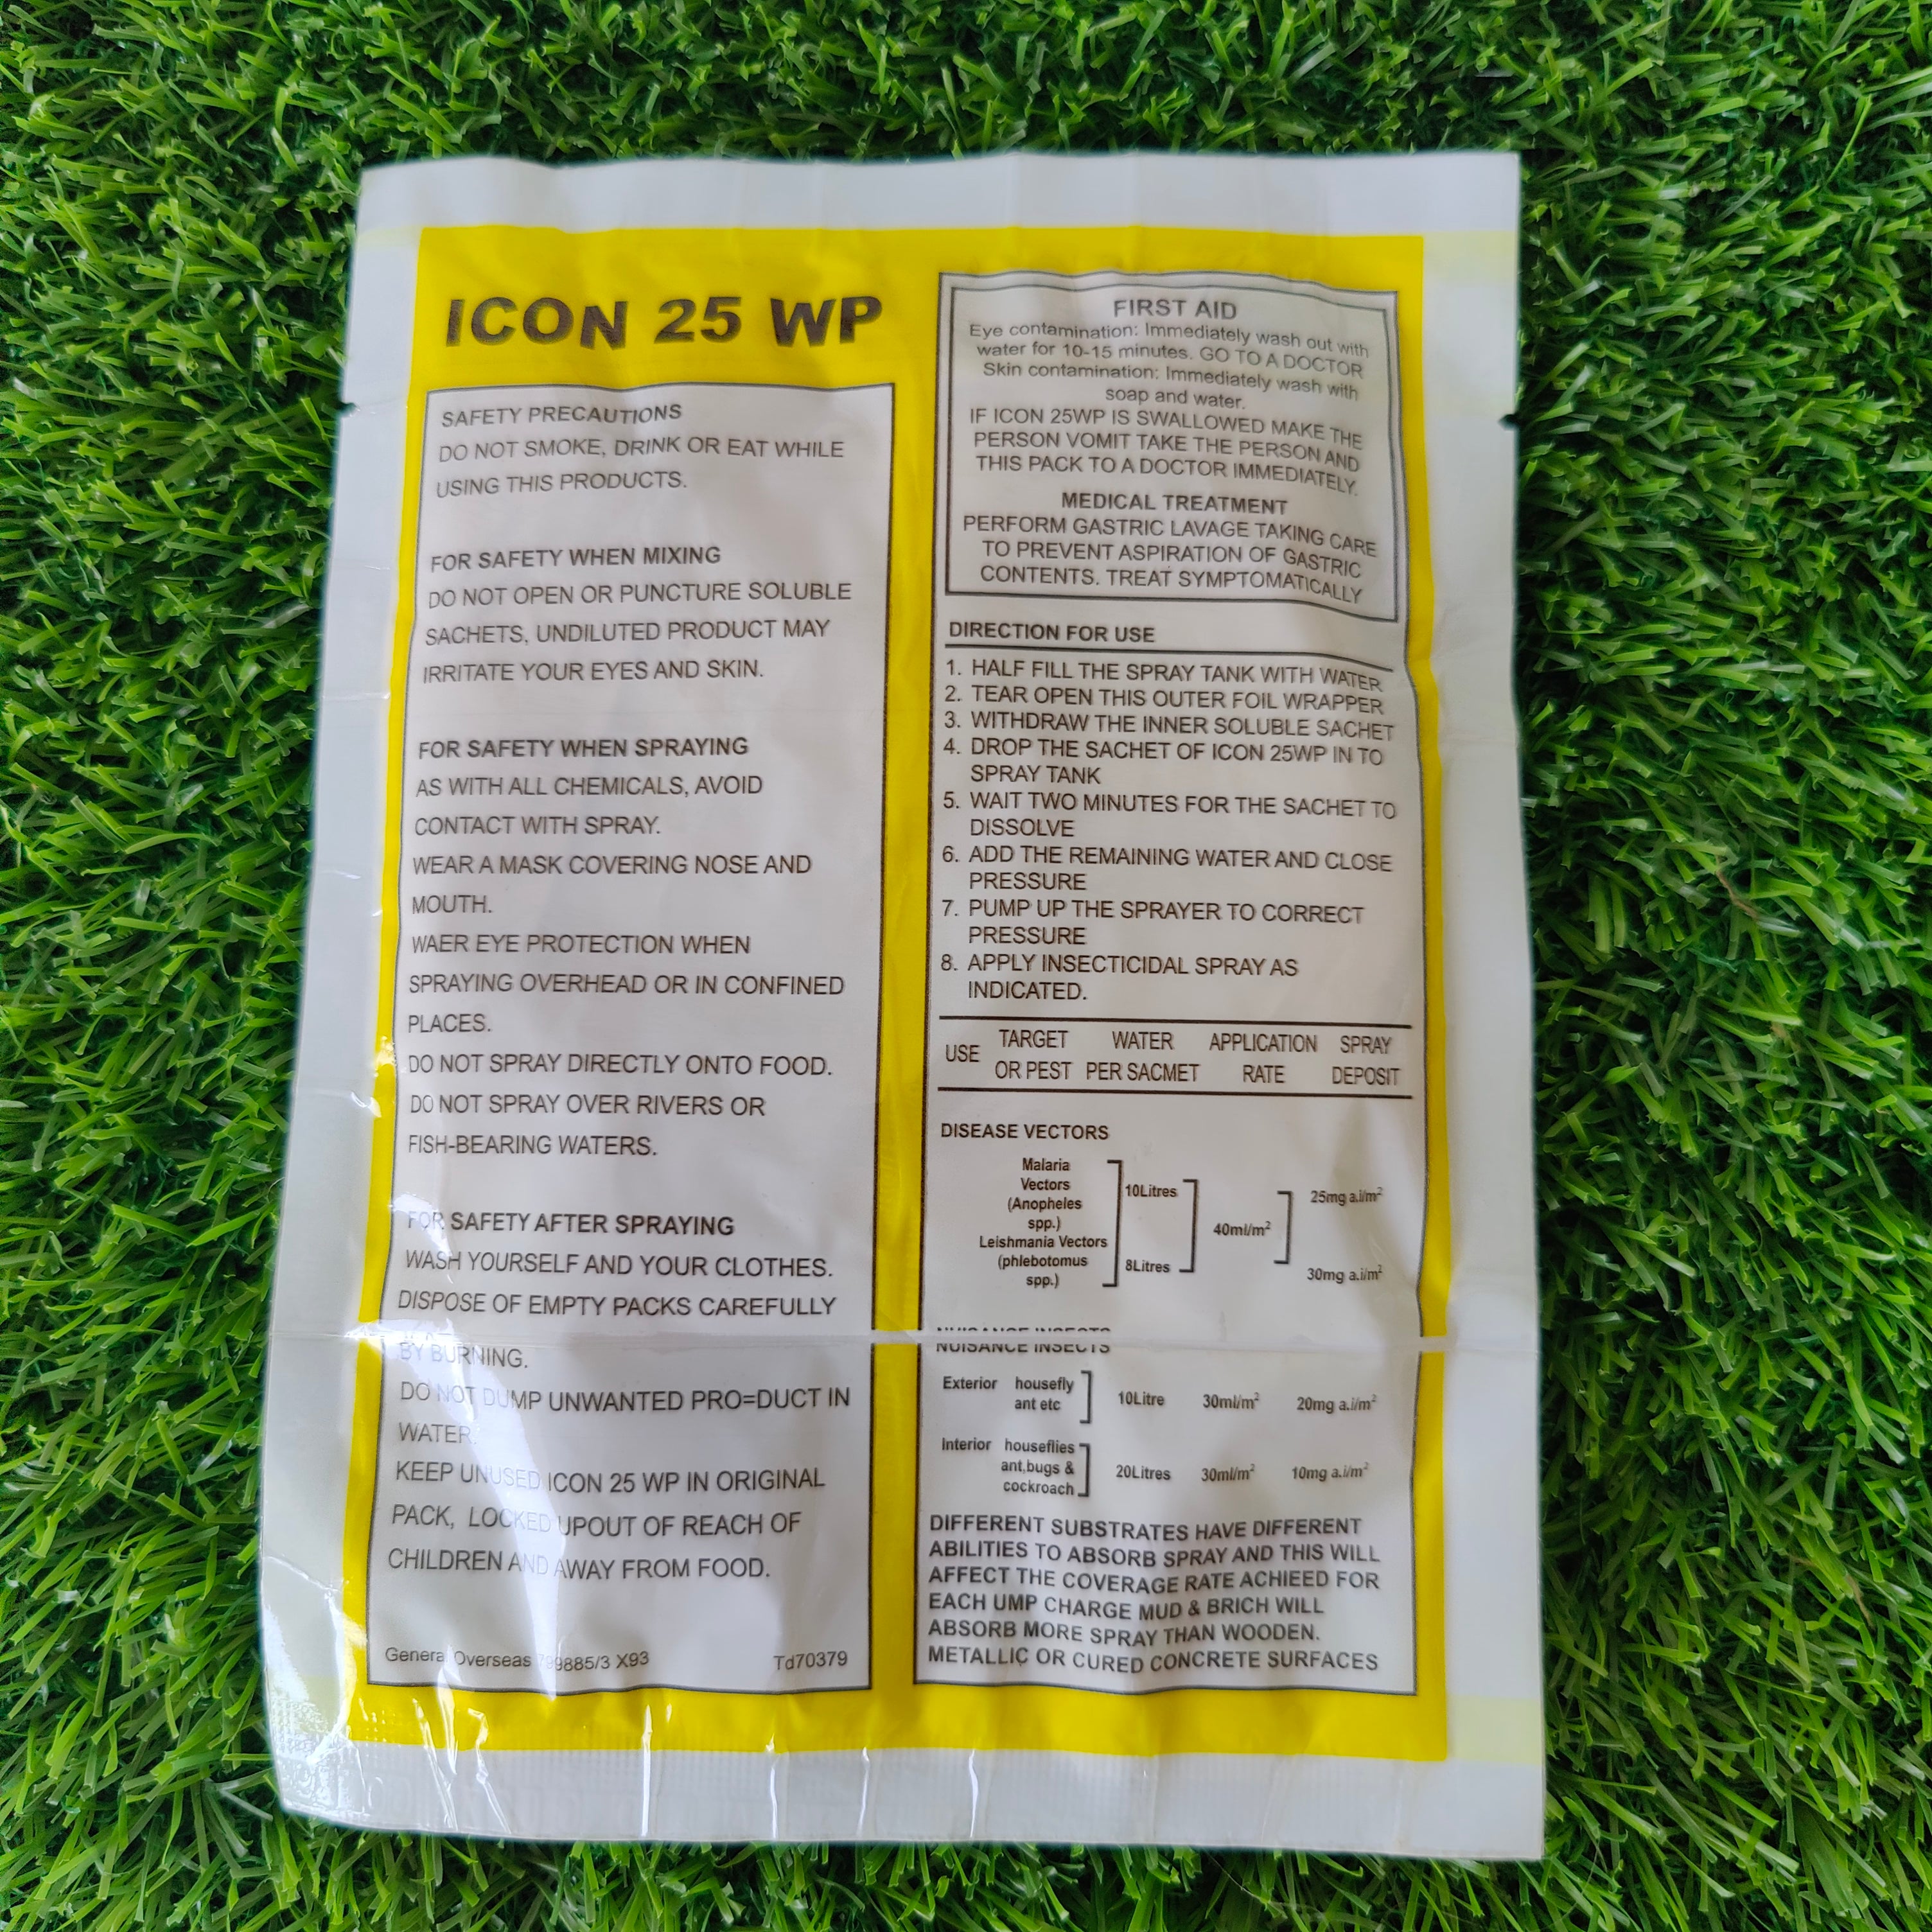 ICON 25 WP
SAFETY PRECAUTIONS
DO NOT SMOKE, DRINK OR EAT WHILE
USING THIS PRODUCTS.
FOR SAFETY WHEN MIXING
DO NOT OPEN OR PUNCTURE SOLUBLE
SACHETS, UNDILUTED PRODUCT MAY
IRRITATE YOUR EYES AND SKIN.
FOR SAFETY WHEN SPRAYING
AS WITH ALL CHEMICALS, AVOID
CONTACT WITH SPRAY.
WEAR A MASK COVERING NOSE AND
MOUTH.
WAER EYE PROTECTION WHEN
SPRAYING OVERHEAD OR IN CONFINED
PLACES.
DO NOT SPRAY DIRECTLY ONTO FOOD.
DO NOT SPRAY OVER RIVERS OR
FISH-BEARING WATERS.
FOR SAFETY AFTER SPRAYING
WASH YOURSELF AND YOUR CLOTHES.
DISPOSE OF EMPTY PACKS CAREFULLY
BY BURNING.
DO NOT DUMP UNWANTED PRO=DUCT IN
WATER.
KEEP UNUSED ICON 25 WP IN ORIGINAL
PACK, LOCKED UPOUT OF REACH OF
CHILDREN AND AWAY FROM FOOD.
General Overseas 799885/3 X93 Td70379
FIRST AID
Eye contamination: Immediately wash out with
water for 10-15 minutes. GO TO A DOCTOR
Skin contamination: Immediately wash with
soap and water.
IF ICON 25WP IS SWALLOWED MAKE THE
PERSON VOMIT TAKE THE PERSON AND
THIS PACK TO A DOCTOR IMMEDIATELY.
MEDICAL TREATMENT
PERFORM GASTRIC LAVAGE TAKING CARE
TO PREVENT ASPIRATION OF GASTRIC
CONTENTS. TREAT SYMPTOMATICALLY
DIRECTION FOR USE
1. HALF FILL THE SPRAY TANK WITH WATER
2. TEAR OPEN THIS OUTER FOIL WRAPPER
3. WITHDRAW THE INNER SOLUBLE SACHET
4. DROP THE SACHET OF ICON 25WP IN TO
SPRAY TANK
5. WAIT TWO MINUTES FOR THE SACHET TO
DISSOLVE
6. ADD THE REMAINING WATER AND CLOSE
PRESSURE
7. PUMP UP THE SPRAYER TO CORRECT
PRESSURE
8. APPLY INSECTICIDAL SPRAY AS
INDICATED.
USE TARGET WATER APPLICATION SPRAY
OR PEST PER SACMET RATE DEPOSIT
DISEASE VECTORS
Malaria
Vectors
(Anopheles
spp.)
Leishmania Vectors
(phlebotomus
spp.)
10Litres
8Litres
40ml/m²
25mg a.i/m²
30mg a.i/m²
NUISANCE INSECTS
Exterior housefly
ant etc
10Litre 30ml/m² 20mg a.i/m²
Interior houseflies
ant,bugs &
cockroach
20Litres 30ml/m² 10mg a.i/m²
DIFFERENT SUBSTRATES HAVE DIFFERENT
ABILITIES TO ABSORB SPRAY AND THIS WILL
AFFECT THE COVERAGE RATE ACHIEED FOR
EACH UMP CHARGE MUD & BRICH WILL
ABSORB MORE SPRAY THAN WOODEN.
METALLIC OR CURED CONCRETE SURFACES